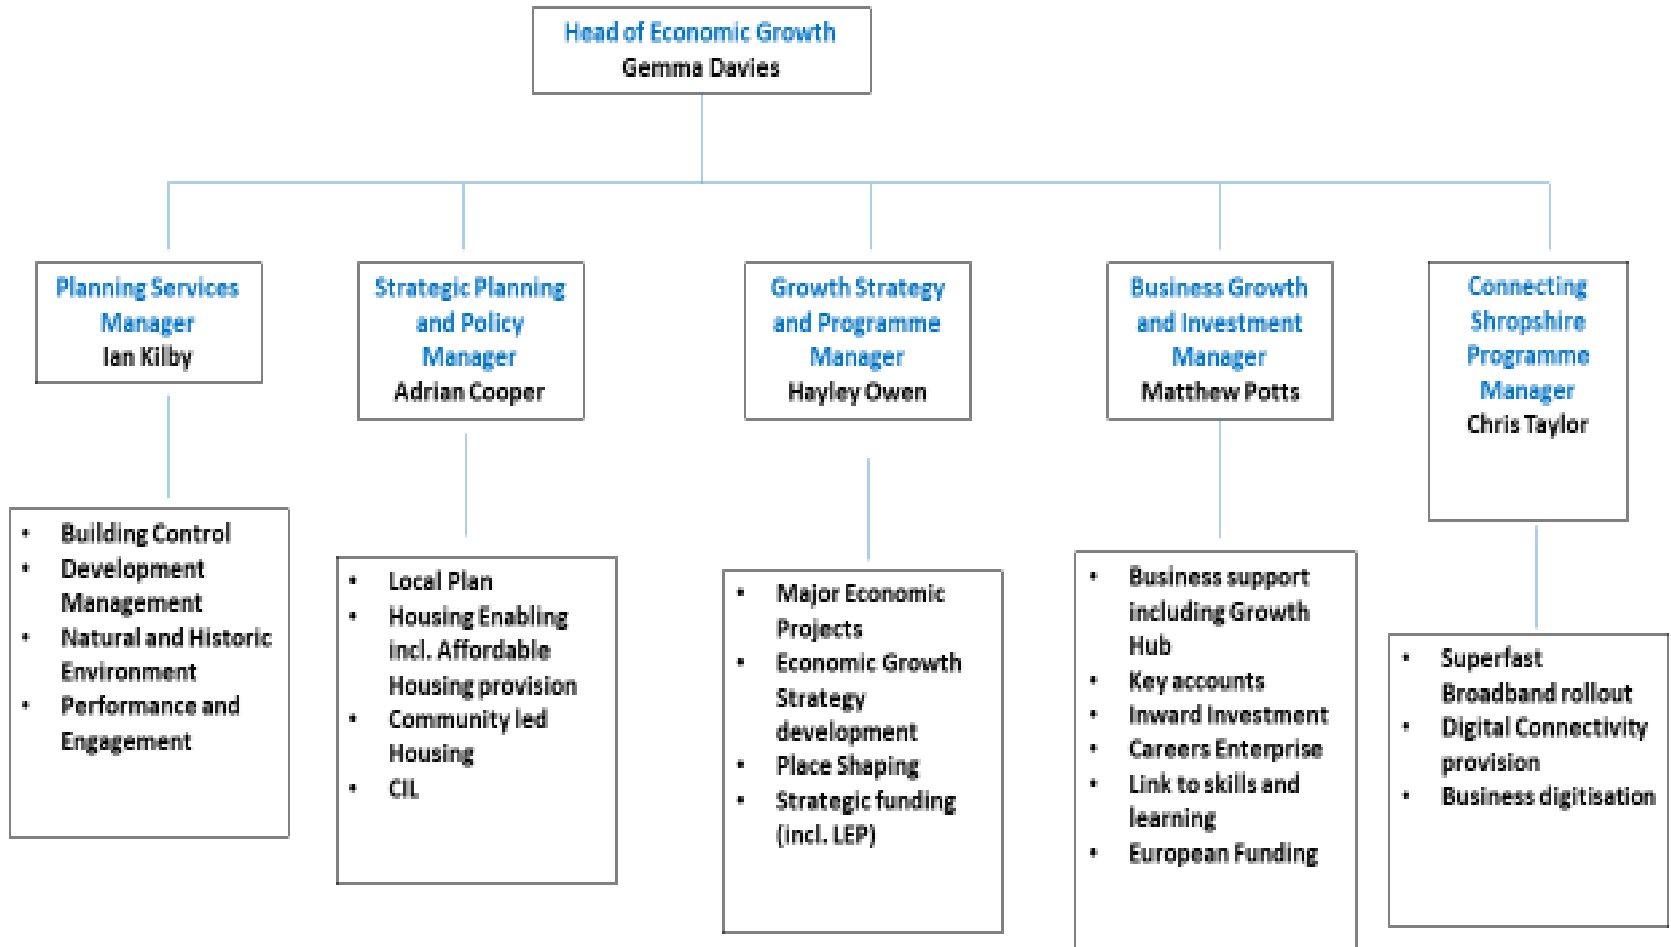 Head of Economic Growth
Gemma Davies
Planning Services
Manager
Ian Kilby
Strategic Planning
and Policy
Manager
Adrian Cooper
Growth Strategy
and Programme
Manager
Hayley Owen
Business Growth
and Investment
Manager
Matthew Potts
Connecting
Shropshire
Programme
Manager
Chris Taylor
• Building Control
• Development
Management
• Natural and Historic
Environment
• Performance and
Engagement
• Local Plan
• Housing Enabling
incl. Affordable
Housing provision
• Community led
Housing
• CIL
• Major Economic
Projects
• Economic Growth
Strategy
development
• Place Shaping
• Strategic funding
(incl. LEP)
• Business support
including Growth
Hub
• Key accounts
• Inward Investment
• Careers Enterprise
• Link to skills and
learning
• European Funding
• Superfast
Broadband rollout
• Digital Connectivity
provision
• Business digitisation